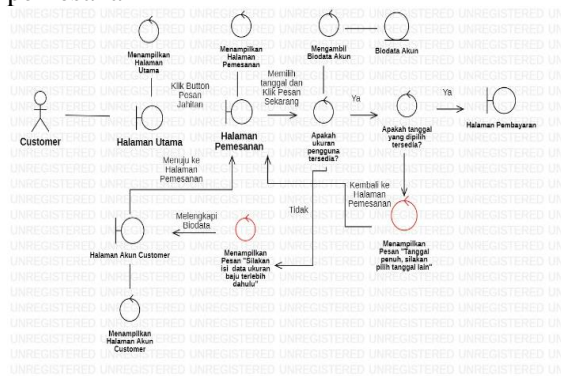 Menampilkan
Halaman
Utama
Menampilkan
Halaman
Pemesanan
Mengambil
Biodata Akun
Biodata Akun
Klik Button
Pesan
Jahitan
Memilih
tanggal dan
Klik Pesan
Sekarang
Ya
Ya
Customer
Halaman Utama
Halaman
Pemesanan
Apakah
ukuran
pengguna
tersedia?
Apakah tanggal
yang dipilih
tersedia?
Halaman Pembayaran
Menuju ke
Halaman
Pemesanan
Kembali ke
Halaman
Pemesanan
Tidak
Melengkapi
Biodata
Halaman Akun Customer
Menampilkan
Pesan "Silakan
isi data ukuran
baju terlebih
dahulu"
Menampilkan
Pesan "Tanggal
penuh, silakan
pilih tanggal lain"
Menampilkan
Halaman Akun
Customer